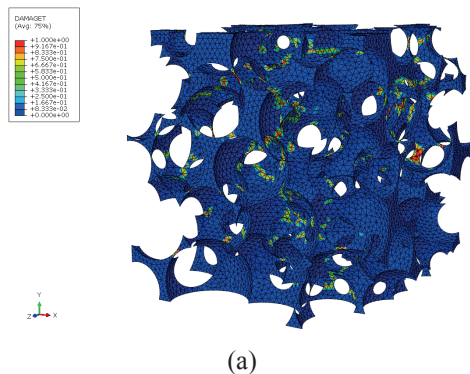 DAMAGET
(Avg: 75%)
+1.000e+00
+9.167e-01
+8.333e-01
+7.500e-01
+6.667e-01
+5.833e-01
+5.000e-01
+4.167e-01
+3.333e-01
+2.500e-01
+1.667e-01
+8.333e-02
+0.000e+00
Y
Z X
(a)